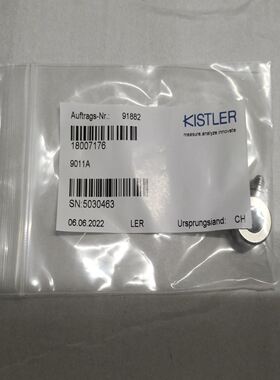 Auftrags-Nr.: 91882
KISTLER
measure. analyze. innovate.
18007176
9011A
SN:5030463
06.06.2022 LER Ursprungsland: CH